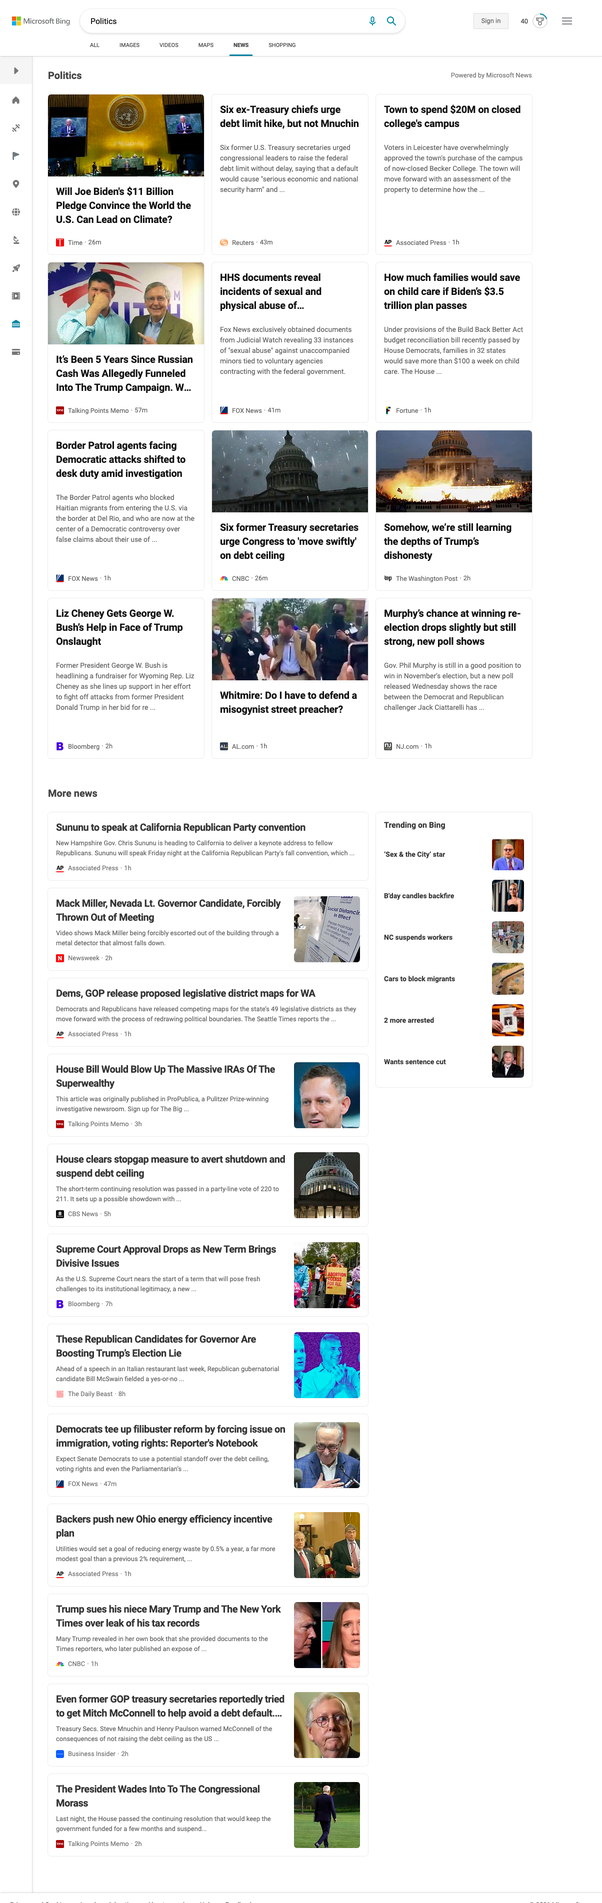 Microsoft Bing
Politics
Sign in
40
ALL
IMAGES
VIDEOS
MAPS
NEWS
SHOPPING
Politics
Powered by Microsoft News
Will Joe Biden's $11 Billion
Pledge Convince the World the
U.S. Can Lead on Climate?
Time · 26m
Six ex-Treasury chiefs urge
debt limit hike, but not Mnuchin
Six former U.S. Treasury secretaries urged
congressional leaders to raise the federal
debt limit without delay, saying that a default
would cause "serious economic and national
security harm" and ...
Reuters · 43m
Town to spend $20M on closed
college's campus
Voters in Leicester have overwhelmingly
approved the town's purchase of the campus
of now-closed Becker College. The town will
move forward with an assessment of the
property to determine how the ...
AP Associated Press · 1h
It's Been 5 Years Since Russian
Cash Was Allegedly Funneled
Into The Trump Campaign. W...
Talking Points Memo · 57m
HHS documents reveal
incidents of sexual and
physical abuse of...
Fox News exclusively obtained documents
from Judicial Watch revealing 33 instances
of "sexual abuse" against unaccompanied
minors tied to voluntary agencies
contracting with the federal government.
FOX News · 41m
How much families would save
on child care if Biden's $3.5
trillion plan passes
Under provisions of the Build Back Better Act
budget reconciliation bill recently passed by
House Democrats, families in 32 states
would save more than $100 a week on child
care. The House ...
Fortune · 1h
Border Patrol agents facing
Democratic attacks shifted to
desk duty amid investigation
The Border Patrol agents who blocked
Haitian migrants from entering the U.S. via
the border at Del Rio, and who are now at the
center of a Democratic controversy over
false claims about their use of ...
FOX News · 1h
Six former Treasury secretaries
urge Congress to 'move swiftly'
on debt ceiling
CNBC · 26m
Somehow, we're still learning
the depths of Trump's
dishonesty
wp The Washington Post · 2h
Liz Cheney Gets George W.
Bush's Help in Face of Trump
Onslaught
Former President George W. Bush is
headlining a fundraiser for Wyoming Rep. Liz
Cheney as she lines up support in her effort
to fight off attacks from former President
Donald Trump in her bid for re ...
B Bloomberg · 2h
Whitmire: Do I have to defend a
misogynist street preacher?
AL.com · 1h
Murphy's chance at winning re-
election drops slightly but still
strong, new poll shows
Gov. Phil Murphy is still in a good position to
win in November's election, but a new poll
released Wednesday shows the race
between the Democrat and Republican
challenger Jack Ciattarelli has ...
NJ.com · 1h
More news
Sununu to speak at California Republican Party convention
New Hampshire Gov. Chris Sununu is heading to California to deliver a keynote address to fellow
Republicans. Sununu will speak Friday night at the California Republican Party's fall convention, which ...
AP Associated Press · 1h
Mack Miller, Nevada Lt. Governor Candidate, Forcibly
Thrown Out of Meeting
Video shows Mack Miller being forcibly escorted out of the building through a
metal detector that almost falls down.
N Newsweek · 2h
Social Distancing
in Effect
Dems, GOP release proposed legislative district maps for WA
Democrats and Republicans have released competing maps for the state's 49 legislative districts as they
move forward with the process of redrawing political boundaries. The Seattle Times reports the ...
AP Associated Press · 1h
House Bill Would Blow Up The Massive IRAs Of The
Superwealthy
This article was originally published in ProPublica, a Pulitzer Prize-winning
investigative newsroom. Sign up for The Big ...
Talking Points Memo · 3h
House clears stopgap measure to avert shutdown and
suspend debt ceiling
The short-term continuing resolution was passed in a party-line vote of 220 to
211. It sets up a possible showdown with ...
CBS News · 5h
Supreme Court Approval Drops as New Term Brings
Divisive Issues
As the U.S. Supreme Court nears the start of a term that will pose fresh
challenges to its institutional legitimacy, a new ...
B Bloomberg · 7h
These Republican Candidates for Governor Are
Boosting Trump's Election Lie
Ahead of a speech in an Italian restaurant last week, Republican gubernatorial
candidate Bill McSwain fielded a yes-or-no ...
The Daily Beast · 8h
Democrats tee up filibuster reform by forcing issue on
immigration, voting rights: Reporter's Notebook
Expect Senate Democrats to use a potential standoff over the debt ceiling,
voting rights and even the Parliamentarian's ...
FOX News · 47m
Backers push new Ohio energy efficiency incentive
plan
Utilities would set a goal of reducing energy waste by 0.5% a year, a far more
modest goal than a previous 2% requirement, ...
AP Associated Press · 1h
Trump sues his niece Mary Trump and The New York
Times over leak of his tax records
Mary Trump revealed in her own book that she provided documents to the
Times reporters, who later published an expose of ...
CNBC · 1h
Even former GOP treasury secretaries reportedly tried
to get Mitch McConnell to help avoid a debt default....
Treasury Secs. Steve Mnuchin and Henry Paulson warned McConnell of the
consequences of not raising the debt ceiling as the US ...
Business Insider · 2h
The President Wades Into To The Congressional
Morass
Last night, the House passed the continuing resolution that would keep the
government funded for a few months and suspend...
Talking Points Memo · 2h
Trending on Bing
'Sex & the City' star
B'day candles backfire
NC suspends workers
Cars to block migrants
2 more arrested
Wants sentence cut